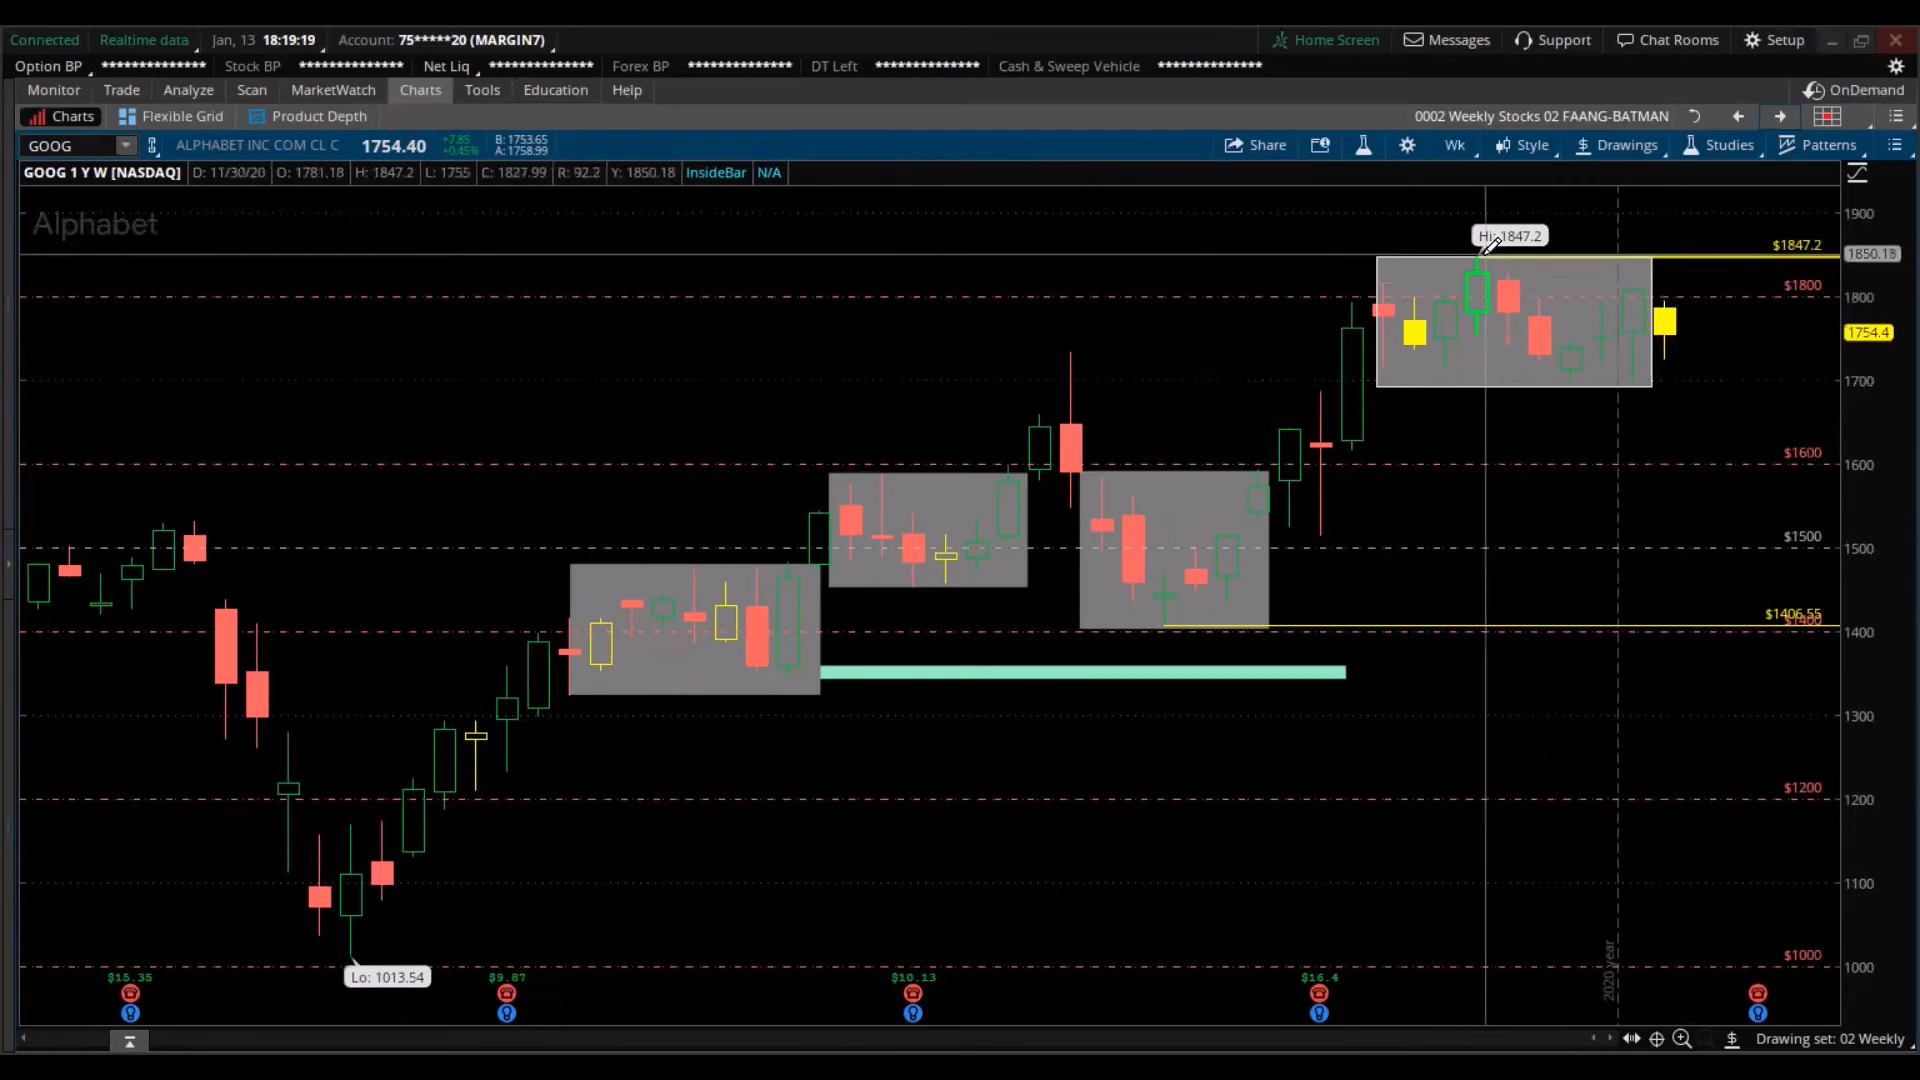 Connected Realtime data Jan, 13 18:19:19 Account: 75*****20 (MARGIN7) Home Screen Messages Support Chat Rooms Setup
Option BP ************** Stock BP ************** Net Liq ************** Forex BP ************** DT Left ************** Cash & Sweep Vehicle **************
Monitor Trade Analyze Scan MarketWatch Charts Tools Education Help OnDemand
Charts Flexible Grid Product Depth 0002 Weekly Stocks 02 FAANG-BATMAN
GOOG ALPHABET INC COM CL C 1754.40 +7.85 +0.45% B: 1753.65 A: 1758.99 Share Wk Style Drawings Studies Patterns
GOOG 1 Y W [NASDAQ] D: 11/30/20 O: 1781.18 H: 1847.2 L: 1755 C: 1827.99 R: 92.2 Y: 1850.18 InsideBar N/A
Alphabet
1900
Hi: 1847.2
$1847.2
1850.18
$1800
1800
1754.4
1700
$1600
1600
$1500
1500
$1406.55
$1400
1400
1300
$1200
1200
1100
$1000
1000
2020 year
Lo: 1013.54
$15.35 $9.87 $10.13 $16.4
Drawing set: 02 Weekly